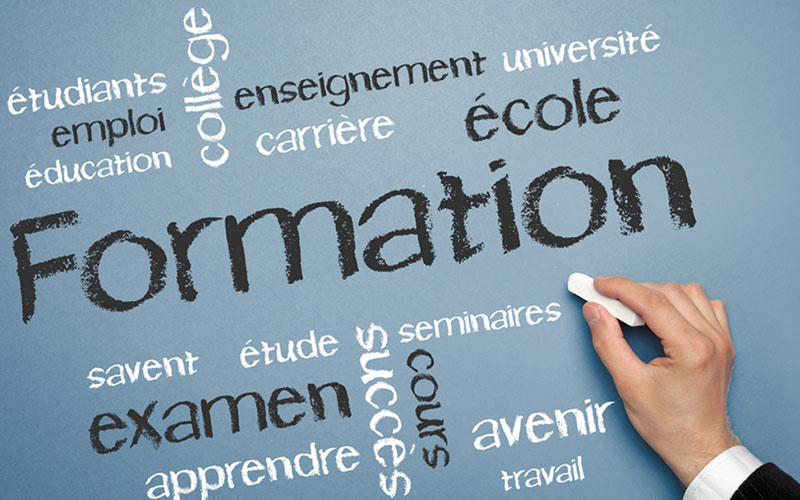 étudiants
collège
enseignement
université
emploi
carrière
école
éducation
Formation
savent
étude
succès
seminaires
cours
examen
avenir
apprendre
travail